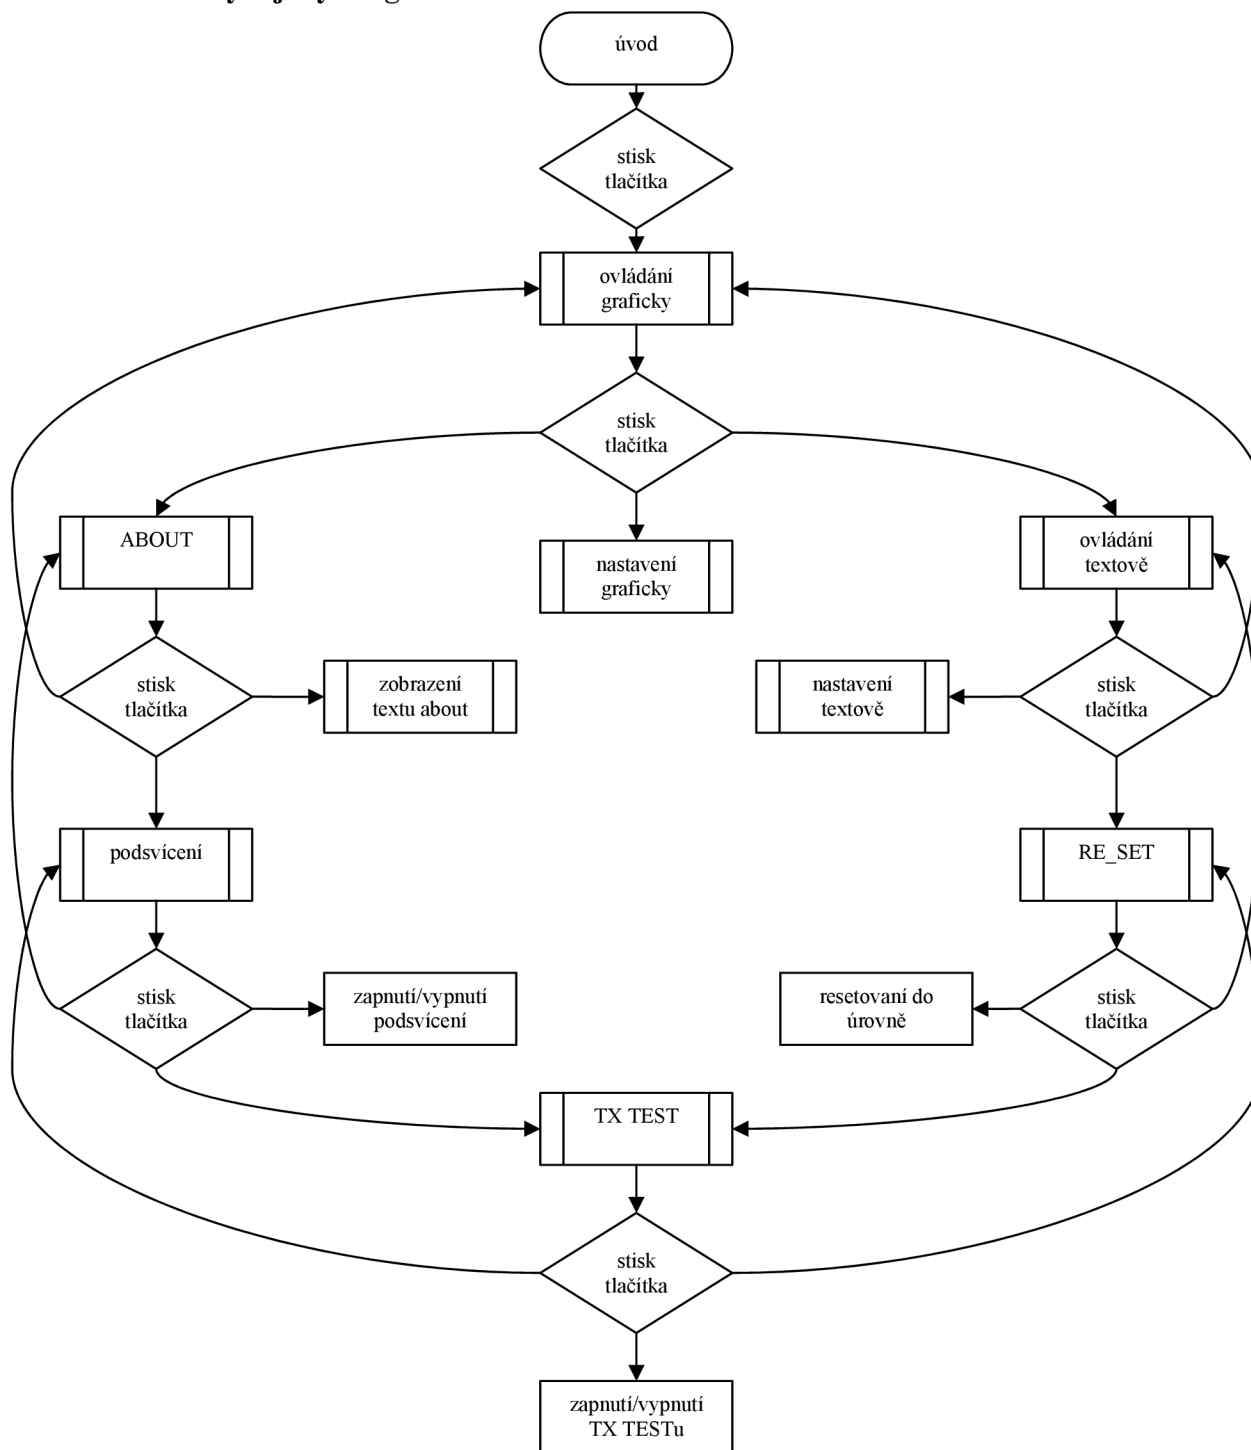 úvod
stisk
tlačítka
ovládání
graficky
stisk
tlačítka
ABOUT
nastavení
graficky
ovládání
textově
stisk
tlačítka
zobrazení
textu about
nastavení
textově
stisk
tlačítka
podsvícení
RE_SET
stisk
tlačítka
zapnutí/vypnutí
podsvícení
resetovaní do
úrovně
stisk
tlačítka
TX TEST
stisk
tlačítka
zapnutí/vypnutí
TX TESTu